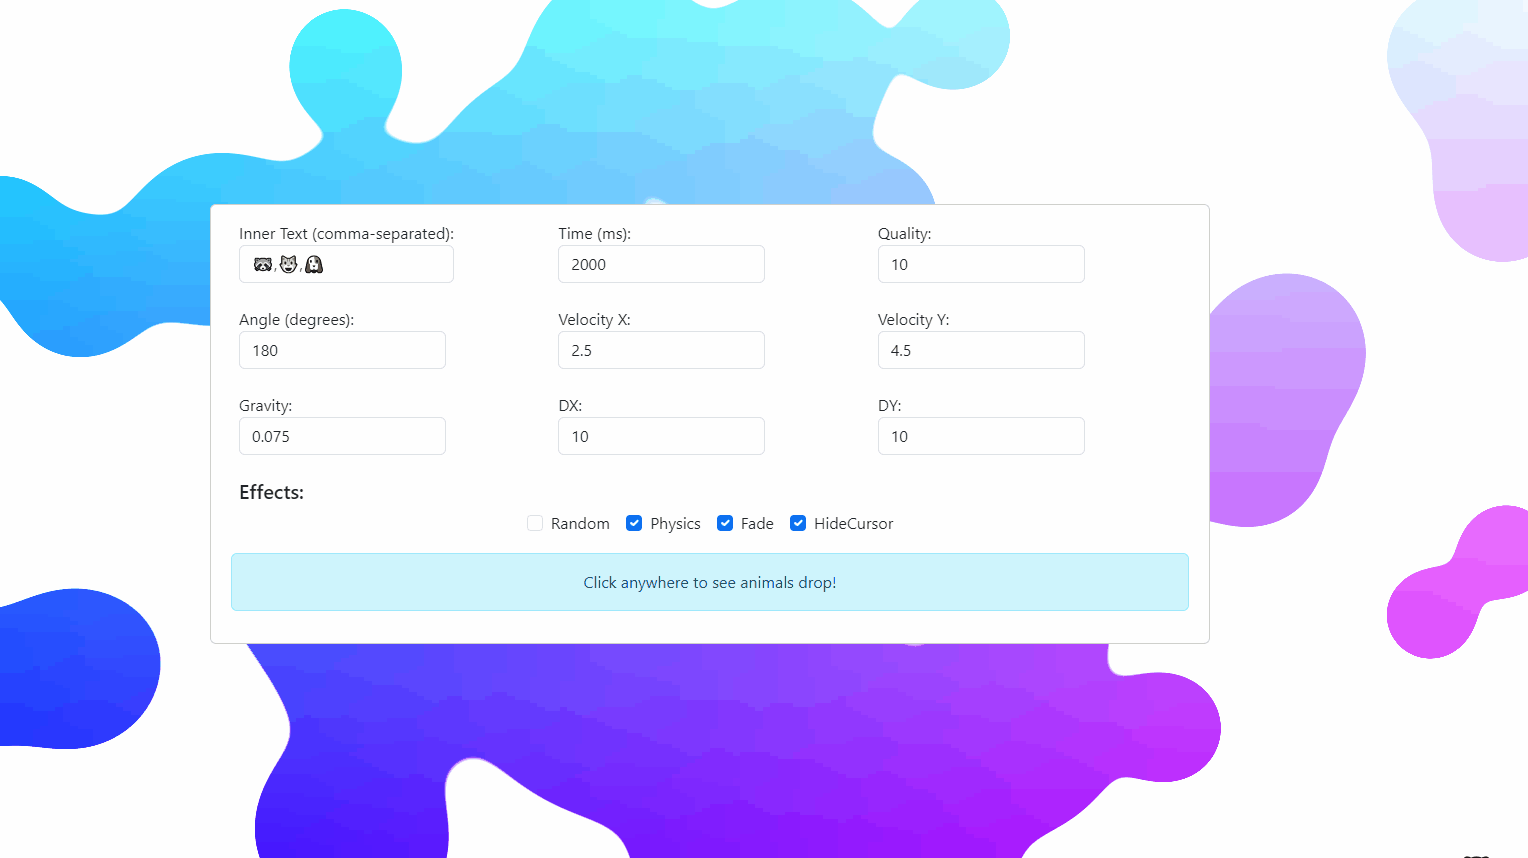 Inner Text (comma-separated): Time (ms): Quality:
🦝,🐺,🐶 2000 10
Angle (degrees): Velocity X: Velocity Y:
180 2.5 4.5
Gravity: DX: DY:
0.075 10 10
Effects:
Random Physics Fade HideCursor
Click anywhere to see animals drop!